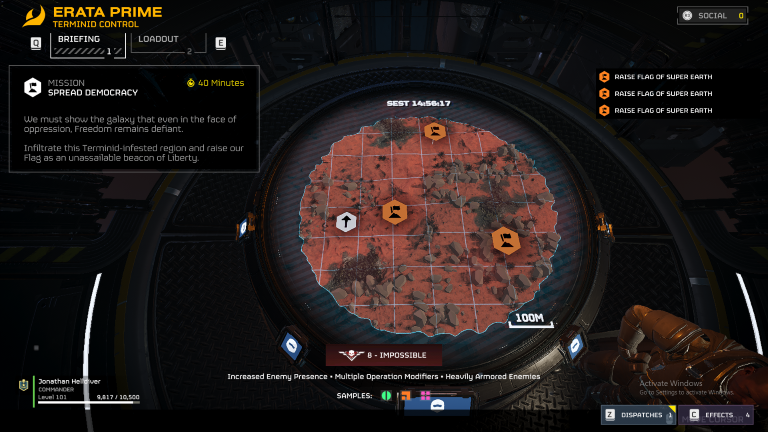 ERATA PRIME
TERMINID CONTROL
Q
BRIEFING
1
LOADOUT
2
E
SOCIAL 0
MISSION
SPREAD DEMOCRACY
40 Minutes
We must show the galaxy that even in the face of
oppression, Freedom remains defiant.
Infiltrate this Terminid-infested region and raise our
Flag as an unassailable beacon of Liberty.
RAISE FLAG OF SUPER EARTH
RAISE FLAG OF SUPER EARTH
RAISE FLAG OF SUPER EARTH
SEST 14:56:17
100M
8 - IMPOSSIBLE
Increased Enemy Presence • Multiple Operation Modifiers • Heavily Armored Enemies
SAMPLES:
Jonathan Helldiver
COMMANDER
Level 101
9,817 / 10,500
Activate Windows
Go to Settings to activate Windows.
Z DISPATCHES 1
C EFFECTS 4
CURSOR